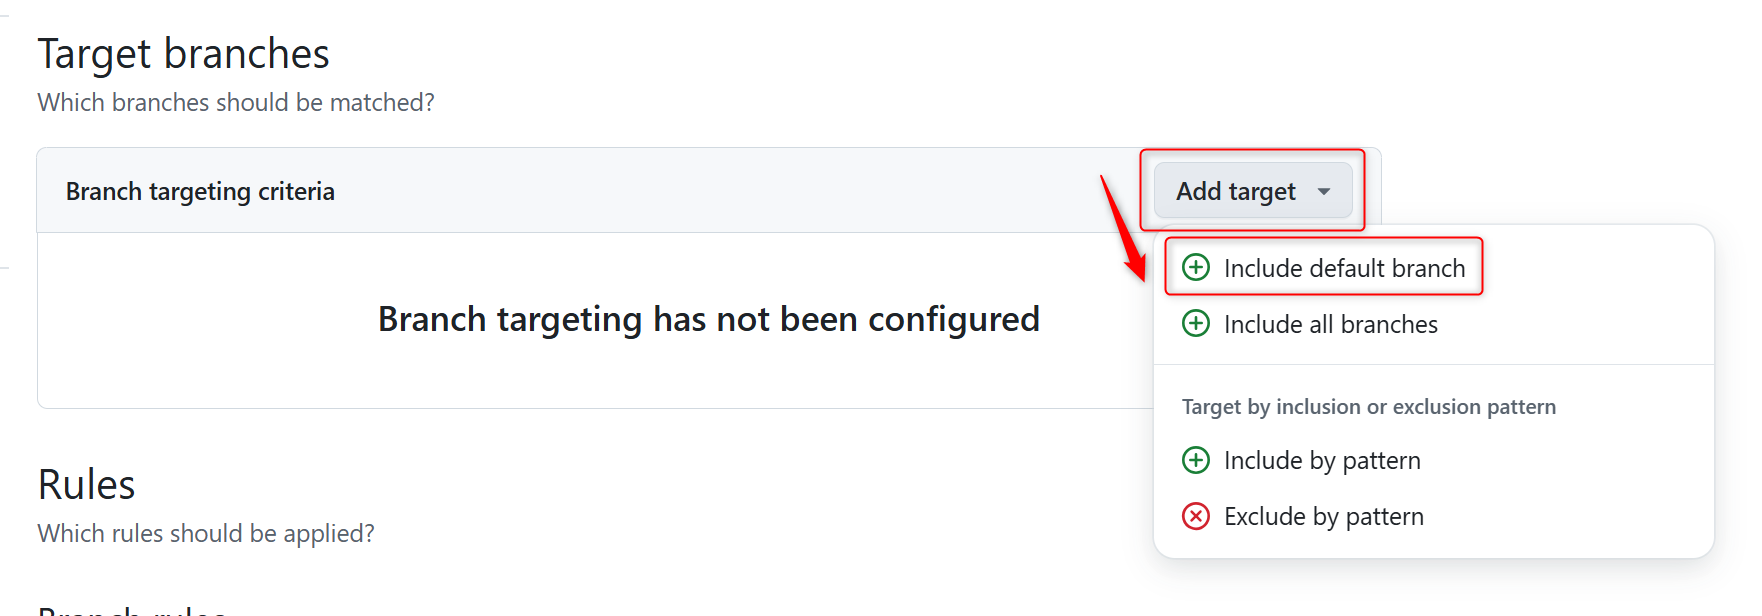 Target branches
Which branches should be matched?
Branch targeting criteria
Add target
Include default branch
Include all branches
Branch targeting has not been configured
Target by inclusion or exclusion pattern
Include by pattern
Exclude by pattern
Rules
Which rules should be applied?
Branch rules